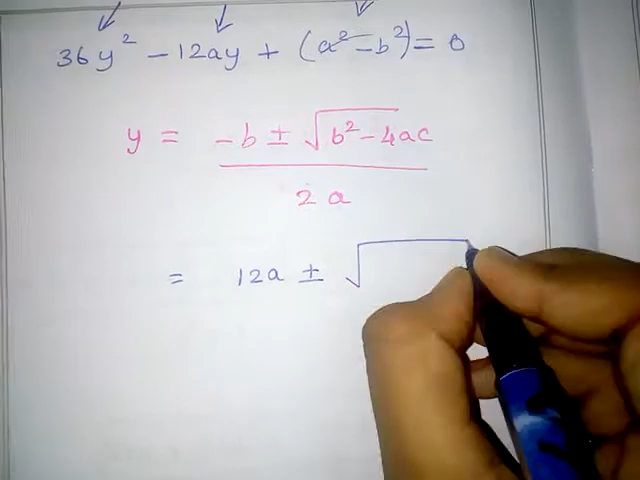 36y² - 12ay + (a² - b²) = 0
y = -b ± √b² - 4ac
2a
= 12a ± √